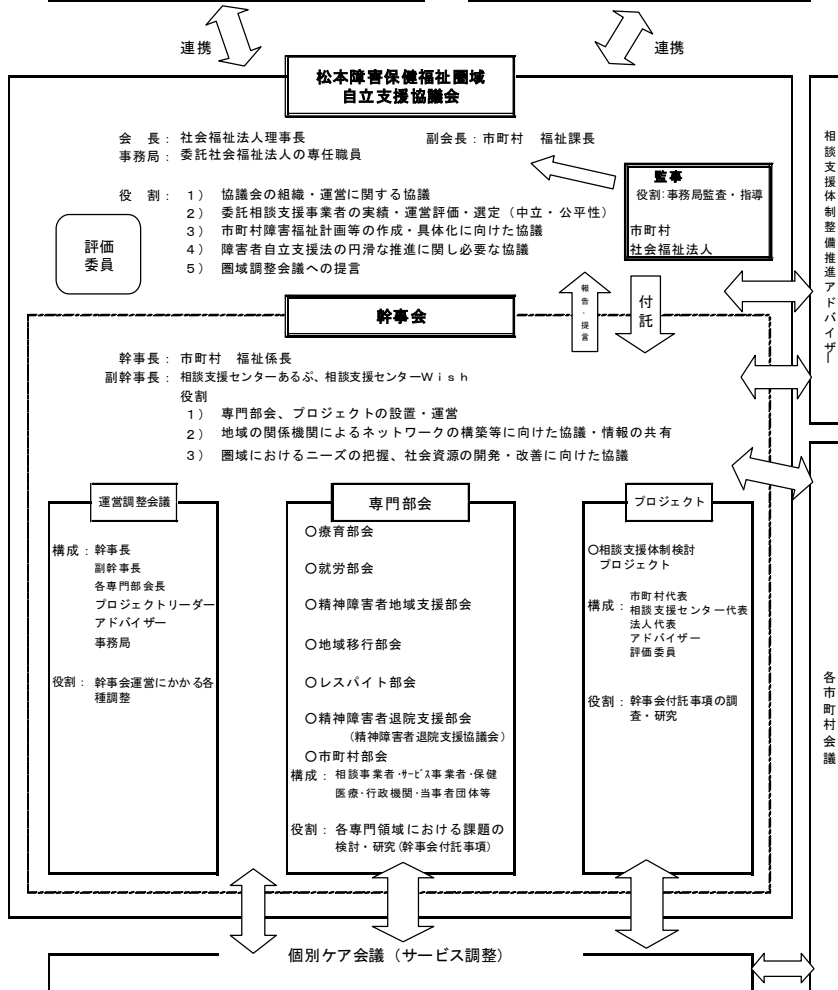 連携
連携
松本障害保健福祉圏域
自立支援協議会
会　長：社会福祉法人理事長
副会長：市町村　福祉課長
事務局：委託社会福祉法人の専任職員
監事
役割:事務局監査・指導
市町村
社会福祉法人
役　割：1）　協議会の組織・運営に関する協議
2）　委託相談支援事業者の実績・運営評価・選定（中立・公平性）
3）　市町村障害福祉計画等の作成・具体化に向けた協議
4）　障害者自立支援法の円滑な推進に関し必要な協議
5）　圏域調整会議への提言
評価
委員
報告・提言
付託
相談支援体制整備推進アドバイザー
幹事会
幹事長：市町村　福祉係長
副幹事長：相談支援センターあるぷ、相談支援センターＷｉｓｈ
役割
1）　専門部会、プロジェクトの設置・運営
2）　地域の関係機関によるネットワークの構築等に向けた協議・情報の共有
3）　圏域におけるニーズの把握、社会資源の開発・改善に向けた協議
運営調整会議
構成：幹事長
副幹事長
各専門部会長
プロジェクトリーダー
アドバイザー
事務局
役割：幹事会運営にかかる各
種調整
専門部会
〇療育部会
〇就労部会
〇精神障害者地域支援部会
〇地域移行部会
〇レスパイト部会
〇精神障害者退院支援部会
（精神障害者退院支援協議会）
〇市町村部会
構成：相談事業者・ｻｰﾋﾞｽ事業者・保健
医療・行政機関・当事者団体等
役割：各専門領域における課題の
検討・研究(幹事会付託事項)
プロジェクト
〇相談支援体制検討
プロジェクト
構成：市町村代表
相談支援センター代表
法人代表
アドバイザー
評価委員
役割：幹事会付託事項の調
査・研究
各市町村会議
個別ケア会議（サービス調整）